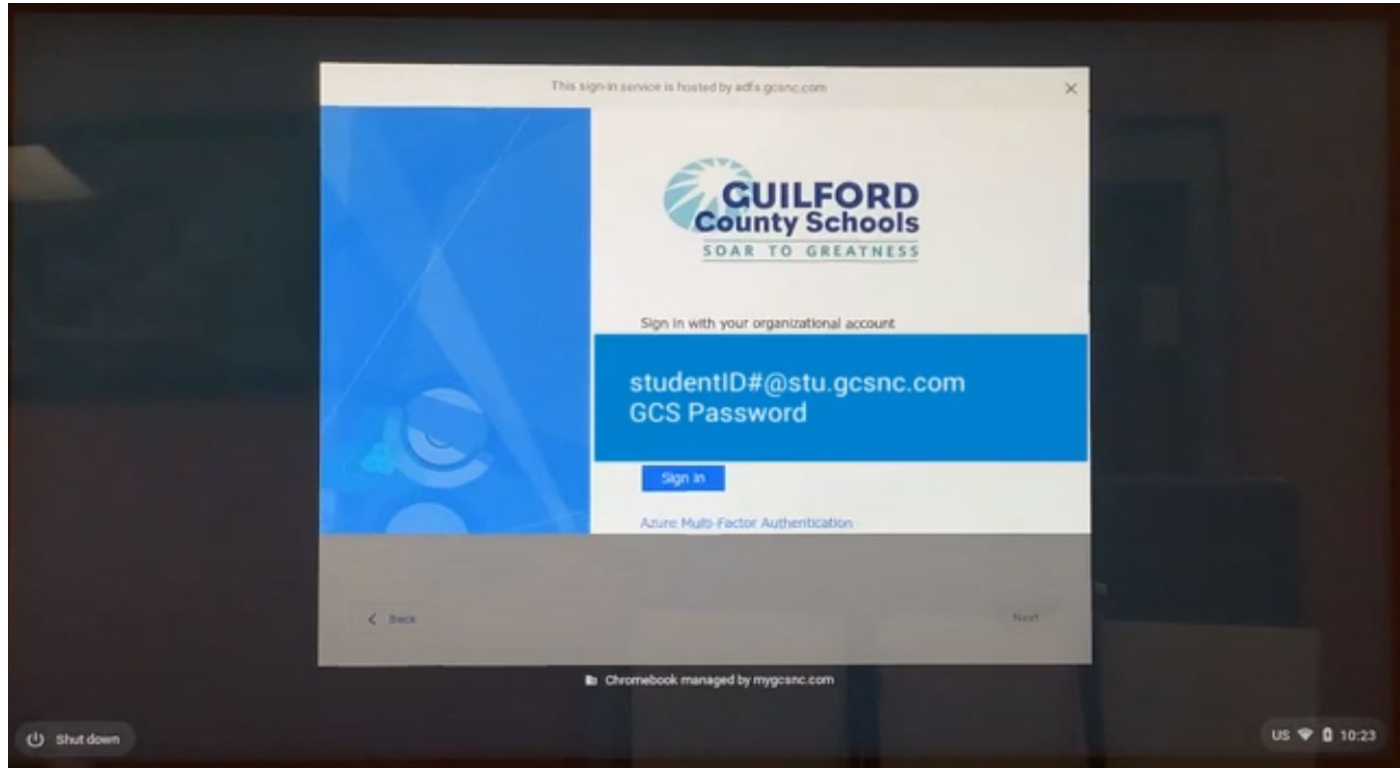 This sign-in service is hosted by adfs.gcsnc.com
GUILFORD
County Schools
SOAR TO GREATNESS
Sign in with your organizational account
studentID#@stu.gcsnc.com
GCS Password
Sign in
Azure Multi-Factor Authentication
Back
Next
Chromebook managed by mygcsnc.com
Shut down
US 10:23